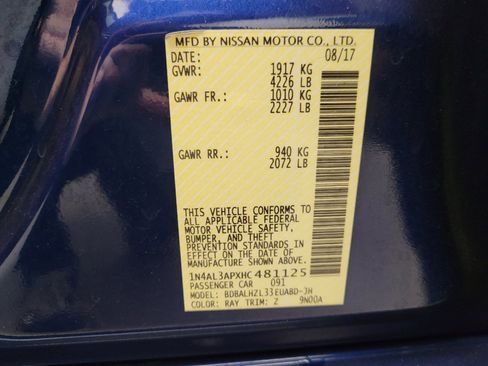 MFD BY NISSAN MOTOR CO., LTD.
DATE: 08/17
GVWR: 1917 KG
4226 LB
GAWR FR.: 1010 KG
2227 LB
GAWR RR.: 940 KG
2072 LB
THIS VEHICLE CONFORMS TO
ALL APPLICABLE FEDERAL
MOTOR VEHICLE SAFETY,
BUMPER, AND THEFT
PREVENTION STANDARDS IN
EFFECT ON THE DATE OF
MANUFACTURE SHOWN ABOVE.
1N4AL3APXHC481125
PASSENGER CAR 091
MODEL: BDBALHZL33EUABD-JN
COLOR: RAY TRIM: Z 9N00A